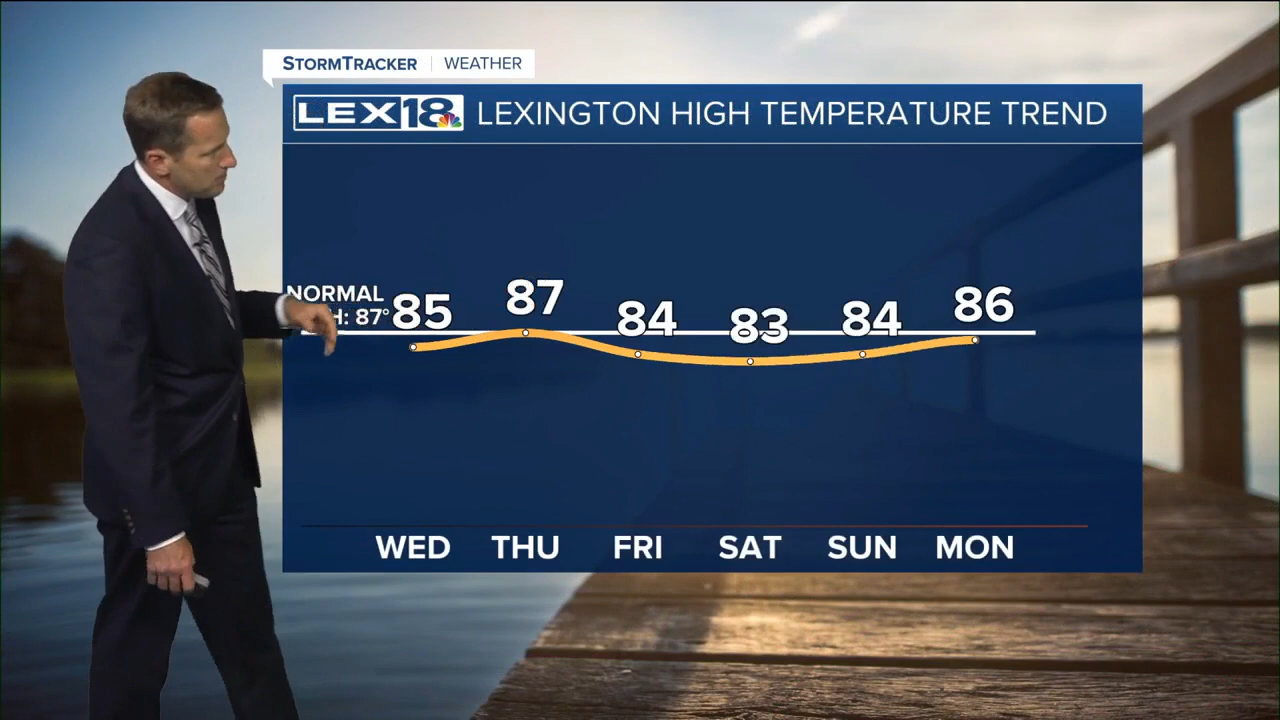 STORMTRACKER WEATHER
LEX18 LEXINGTON HIGH TEMPERATURE TREND
NORMAL
H: 87°
85 87 84 83 84 86
WED THU FRI SAT SUN MON